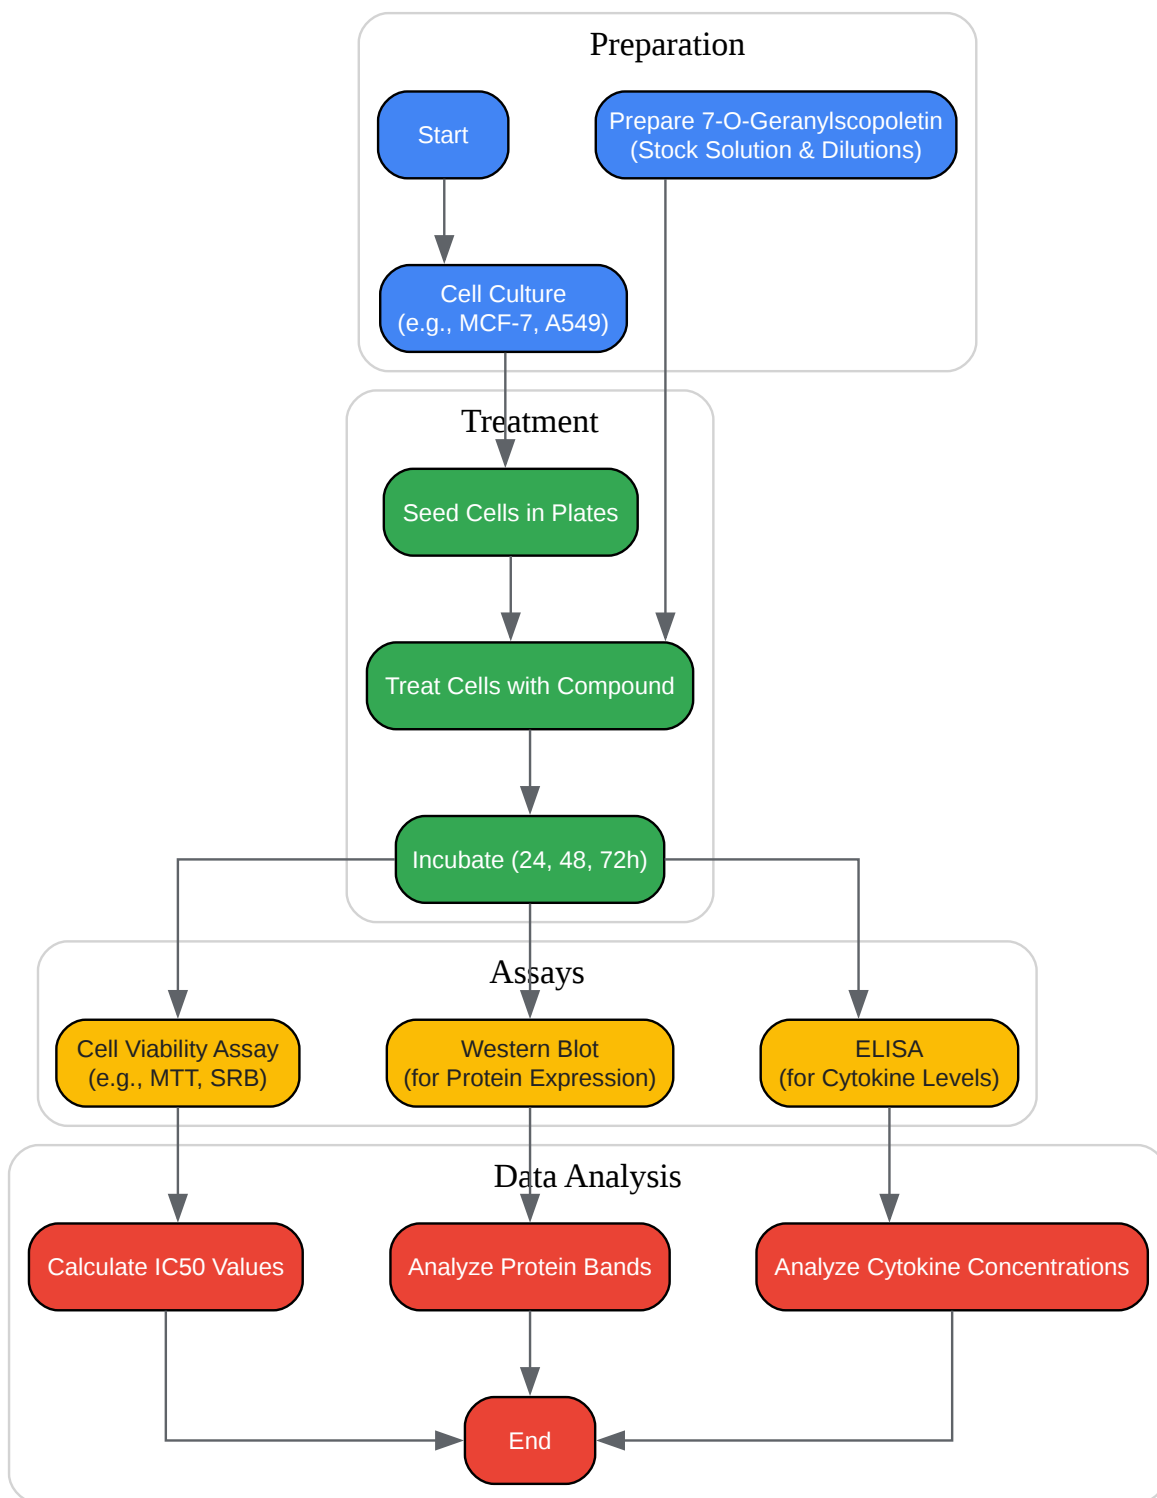 Preparation
Start
Prepare 7-O-Geranylscopoletin
(Stock Solution & Dilutions)
Cell Culture
(e.g., MCF-7, A549)
Treatment
Seed Cells in Plates
Treat Cells with Compound
Incubate (24, 48, 72h)
Assays
Cell Viability Assay
(e.g., MTT, SRB)
Western Blot
(for Protein Expression)
ELISA
(for Cytokine Levels)
Data Analysis
Calculate IC50 Values
Analyze Protein Bands
Analyze Cytokine Concentrations
End